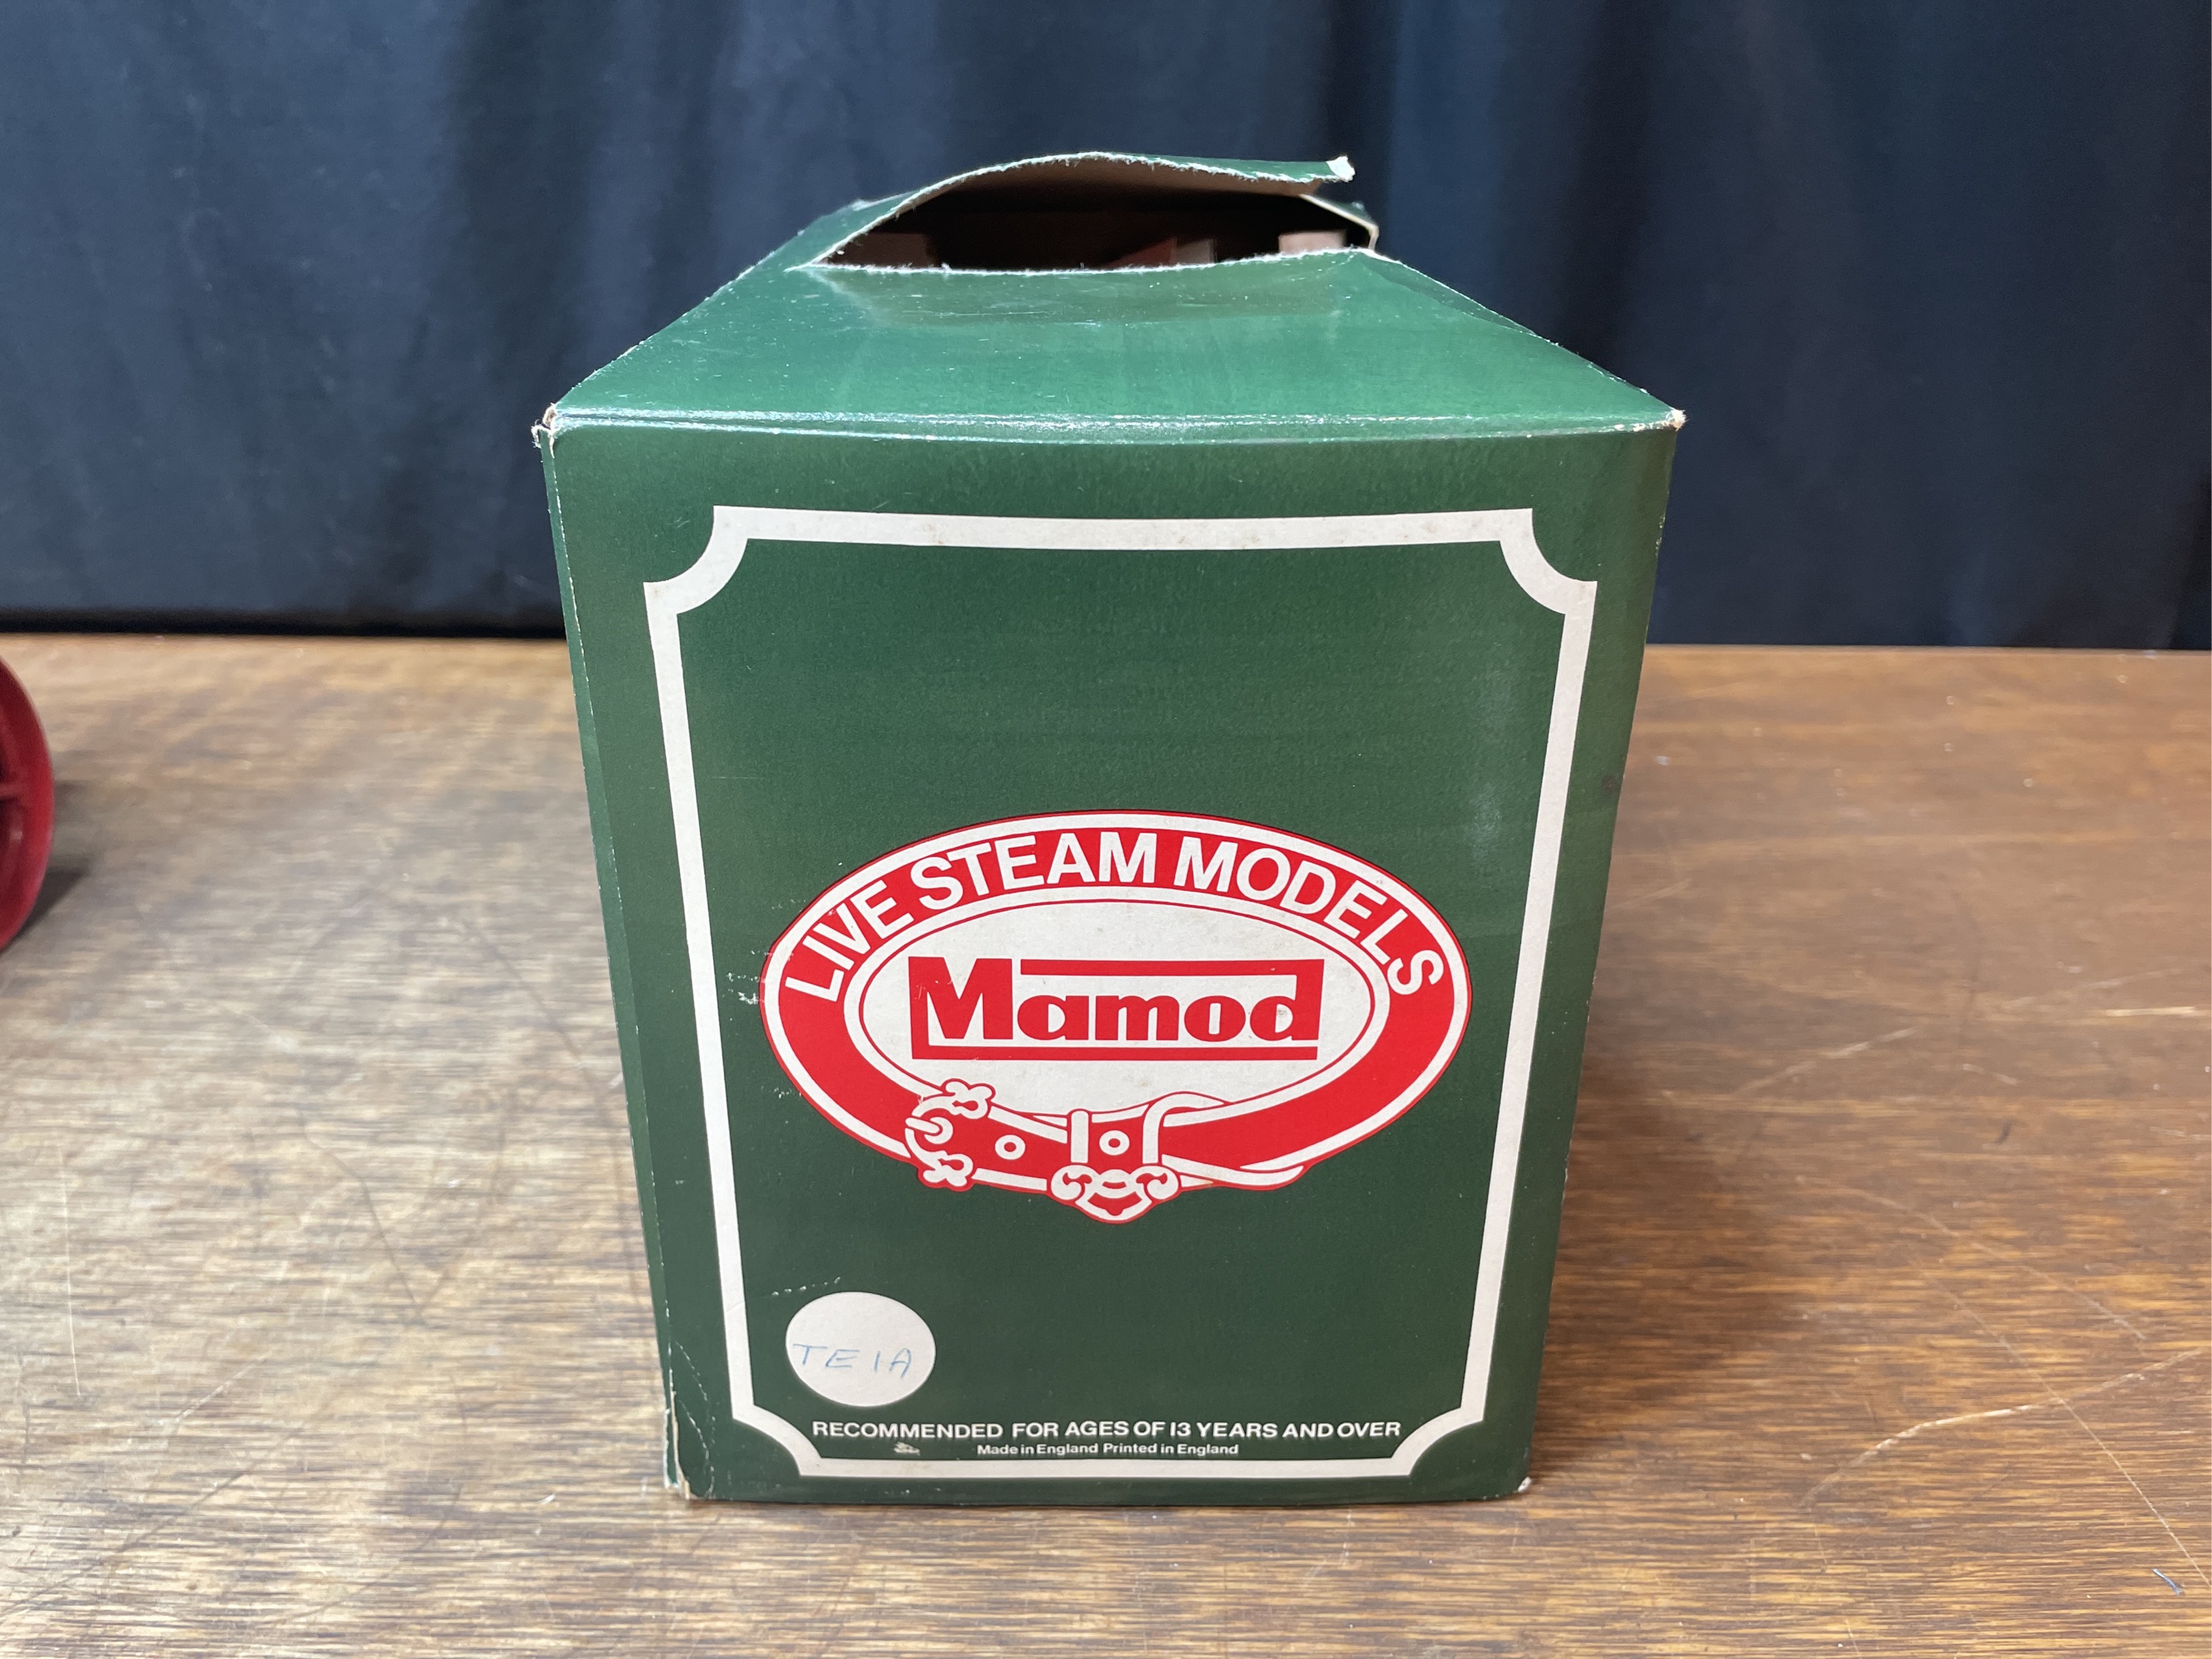 LIVE STEAM MODELS
Mamod
TE1A
RECOMMENDED FOR AGES OF 13 YEARS AND OVER
Made in England Printed in England